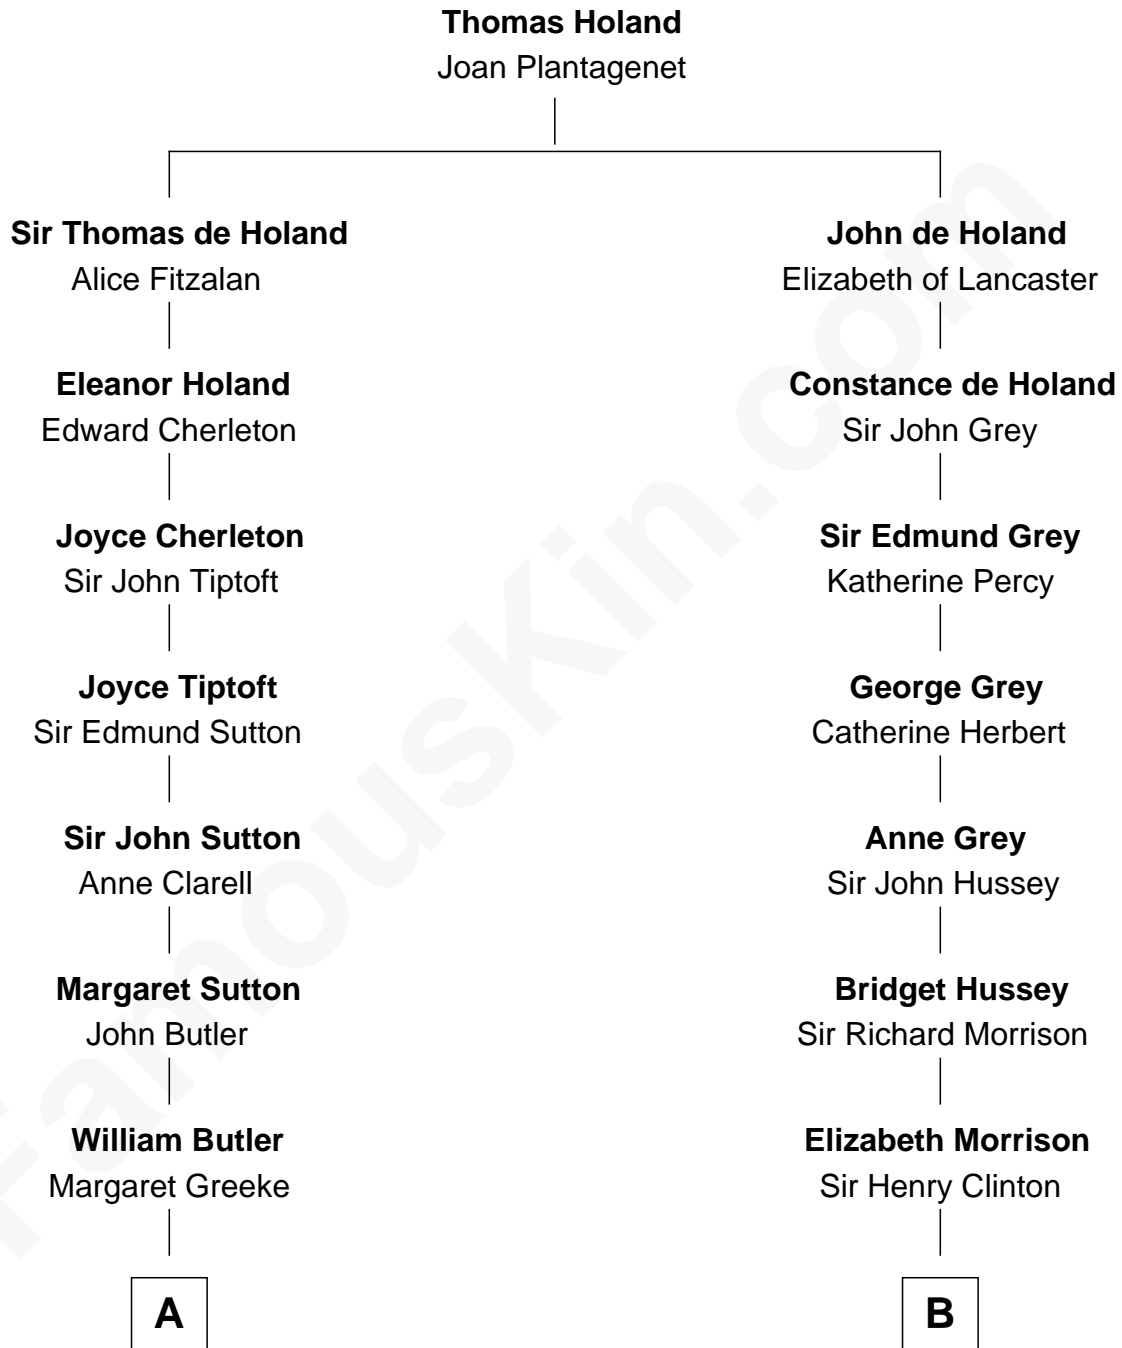 Thomas Holand
Joan Plantagenet
Sir Thomas de Holand
Alice Fitzalan
John de Holand
Elizabeth of Lancaster
Eleanor Holand
Edward Cherleton
Constance de Holand
Sir John Grey
Joyce Cherleton
Sir John Tiptoft
Sir Edmund Grey
Katherine Percy
Joyce Tiptoft
Sir Edmund Sutton
George Grey
Catherine Herbert
Sir John Sutton
Anne Clarell
Anne Grey
Sir John Hussey
Margaret Sutton
John Butler
Bridget Hussey
Sir Richard Morrison
William Butler
Margaret Greeke
Elizabeth Morrison
Sir Henry Clinton
A
B
FamousKin.com